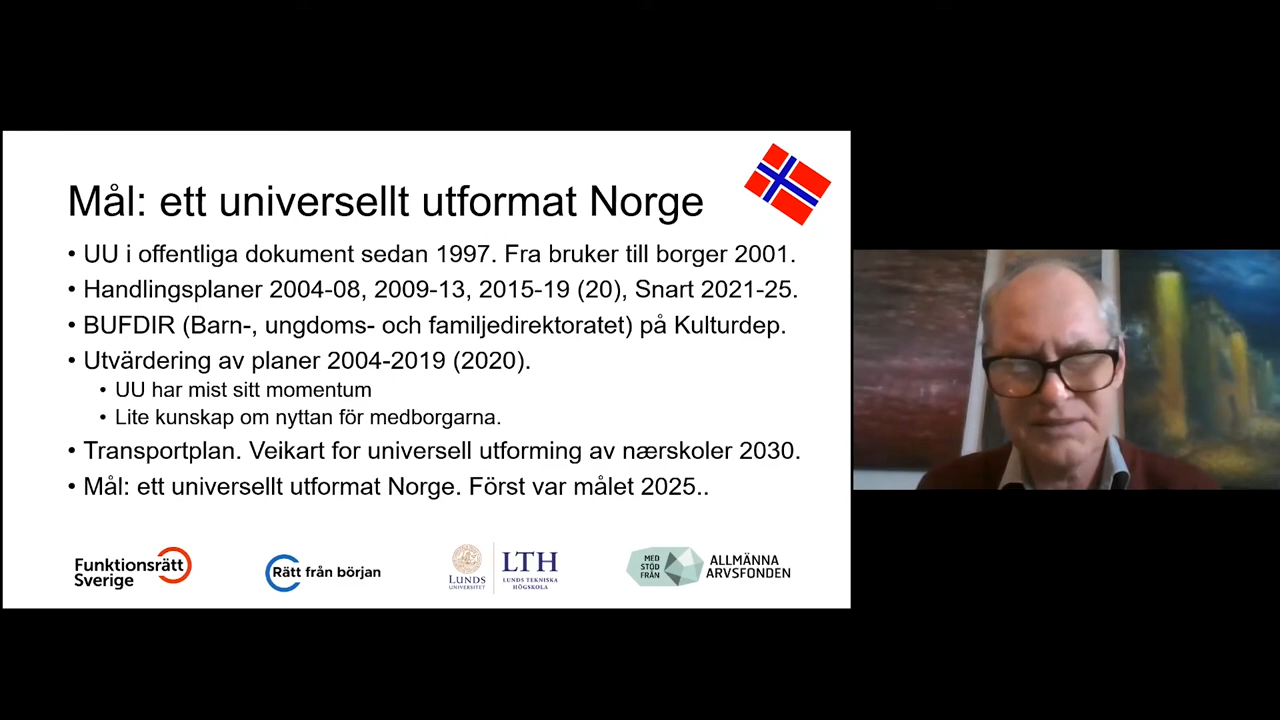 Mål: ett universellt utformat Norge
• UU i offentliga dokument sedan 1997. Fra bruker till borger 2001.
• Handlingsplaner 2004-08, 2009-13, 2015-19 (20), Snart 2021-25.
• BUFDIR (Barn-, ungdoms- och familjedirektoratet) på Kulturdep.
• Utvärdering av planer 2004-2019 (2020).
• UU har mist sitt momentum
• Lite kunskap om nyttan för medborgarna.
• Transportplan. Veikart for universell utforming av nærskoler 2030.
• Mål: ett universellt utformat Norge. Först var målet 2025..
Funktionsrätt
Sverige
Rätt från början
LUNDS
UNIVERSITET
LTH
LUNDS TEKNISKA
HÖGSKOLA
MED
STÖD
FRÅN
ALLMÄNNA
ARVSFONDEN